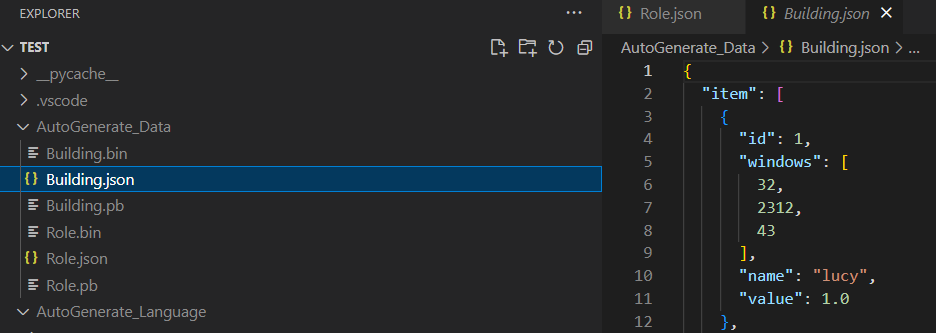 EXPLORER
TEST
__pycache__
.vscode
AutoGenerate_Data
Building.bin
{} Building.json
Building.pb
Role.bin
{} Role.json
Role.pb
AutoGenerate_Language
{} Role.json
{} Building.json
AutoGenerate_Data > {} Building.json > ...
1 {
2 "item": [
3 {
4 "id": 1,
5 "windows": [
6 32,
7 2312,
8 43
9 ],
10 "name": "lucy",
11 "value": 1.0
12 },